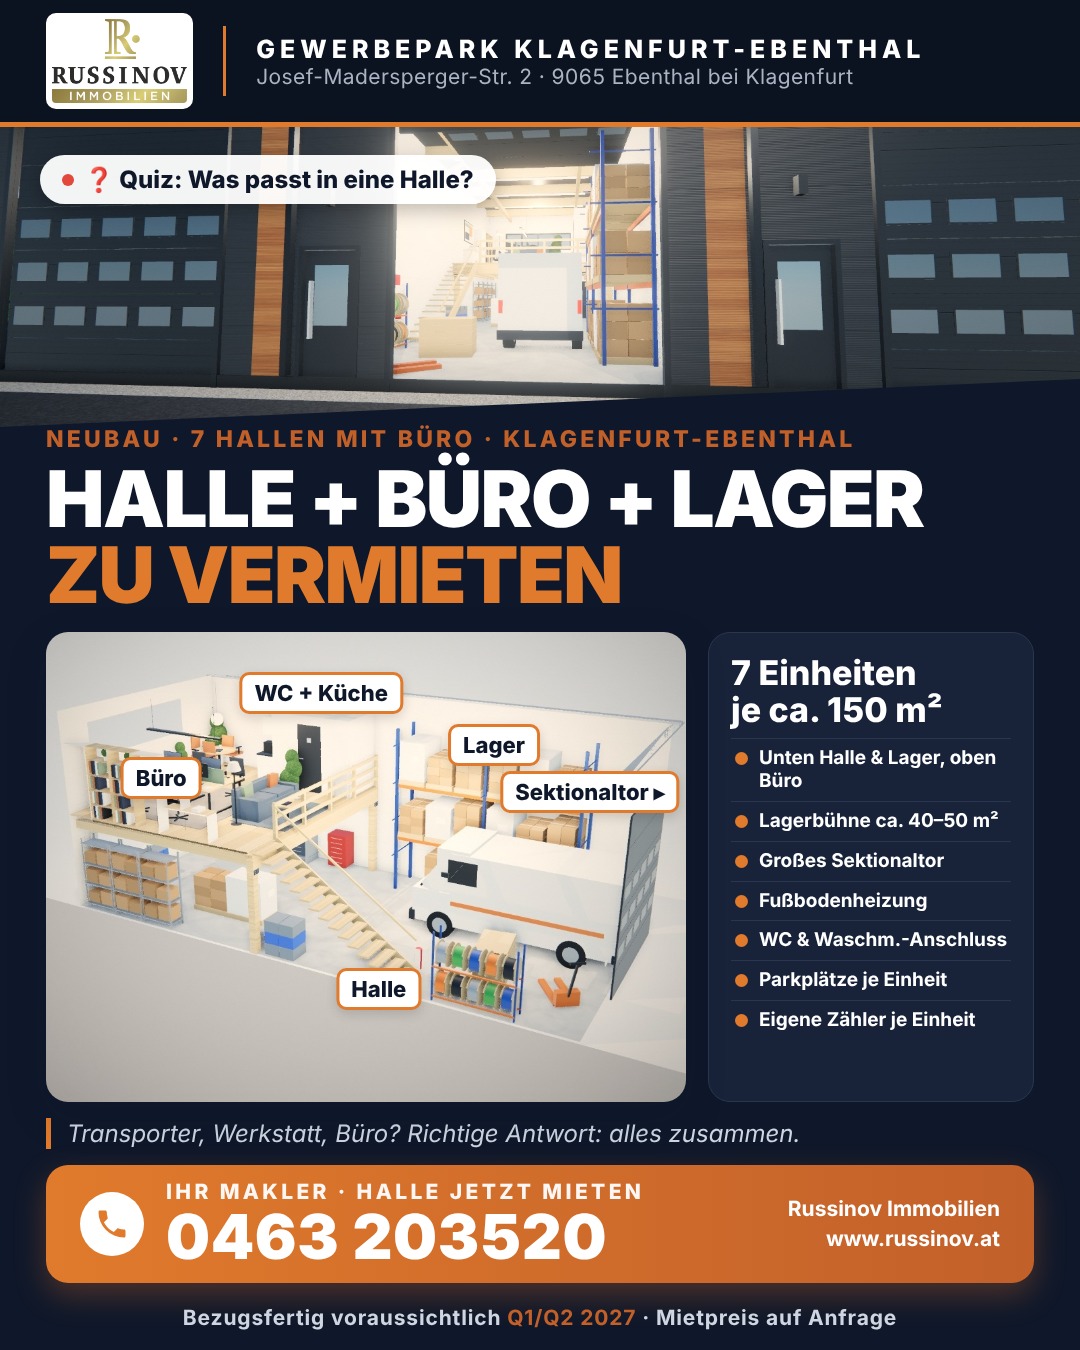 R
RUSSINOV
IMMOBILIEN
GEWERBEPARK KLAGENFURT-EBENTHAL
Josef-Madersperger-Str. 2 · 9065 Ebenthal bei Klagenfurt
❓ Quiz: Was passt in eine Halle?
NEUBAU · 7 HALLEN MIT BÜRO · KLAGENFURT-EBENTHAL
HALLE + BÜRO + LAGER
ZU VERMIETEN
WC + Küche
Lager
Büro
Sektionaltor ▸
Halle
7 Einheiten
je ca. 150 m²
Unten Halle & Lager, oben
Büro
Lagerbühne ca. 40–50 m²
Großes Sektionaltor
Fußbodenheizung
WC & Waschm.-Anschluss
Parkplätze je Einheit
Eigene Zähler je Einheit
Transporter, Werkstatt, Büro? Richtige Antwort: alles zusammen.
IHR MAKLER · HALLE JETZT MIETEN
0463 203520
Russinov Immobilien
www.russinov.at
Bezugsfertig voraussichtlich Q1/Q2 2027 · Mietpreis auf Anfrage